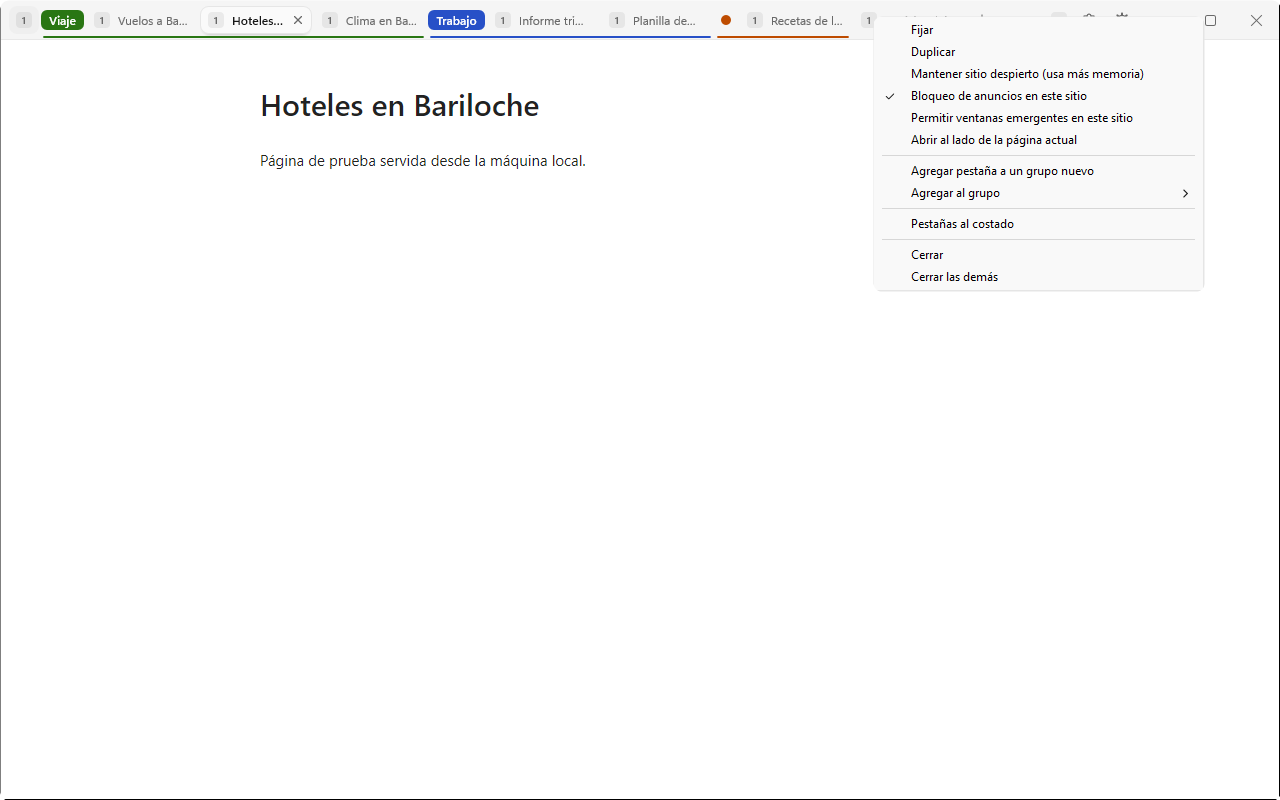 1 Viaje 1 Vuelos a Ba... 1 Hoteles... 1 Clima en Ba... Trabajo 1 Informe tri... 1 Planilla de... 1 Recetas de l... 1
Hoteles en Bariloche
Página de prueba servida desde la máquina local.
Fijar
Duplicar
Mantener sitio despierto (usa más memoria)
Bloqueo de anuncios en este sitio
Permitir ventanas emergentes en este sitio
Abrir al lado de la página actual
Agregar pestaña a un grupo nuevo
Agregar al grupo
Pestañas al costado
Cerrar
Cerrar las demás